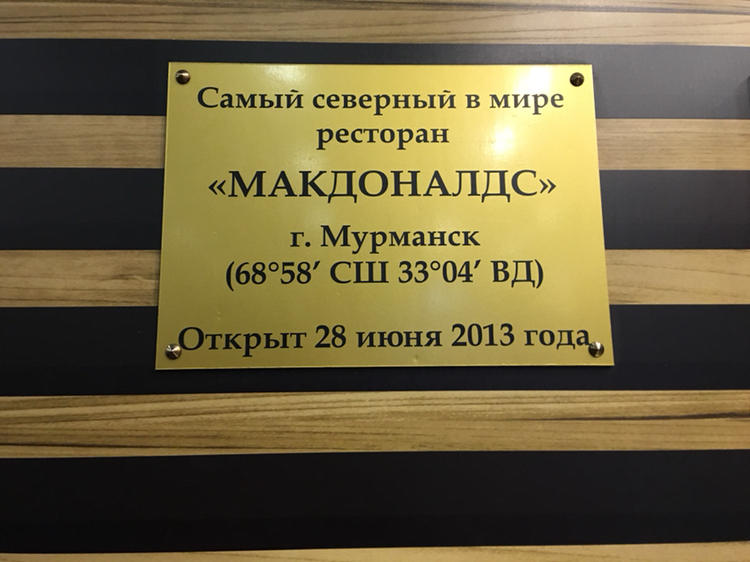 Самый северный в мире
ресторан
«МАКДОНАЛДС»
г. Мурманск
(68°58′ СШ 33°04′ ВД)
Открыт 28 июня 2013 года